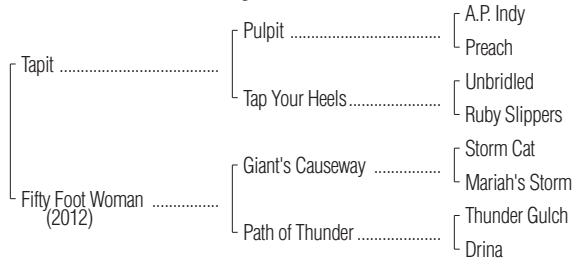 A.P. Indy
Pulpit ..............................................
Preach
Tapit ................................................
Unbridled
Tap Your Heels............................
Ruby Slippers
Storm Cat
Giant's Causeway ....................
Mariah's Storm
Fifty Foot Woman ....................
(2012)
Thunder Gulch
Path of Thunder .........................
Drina